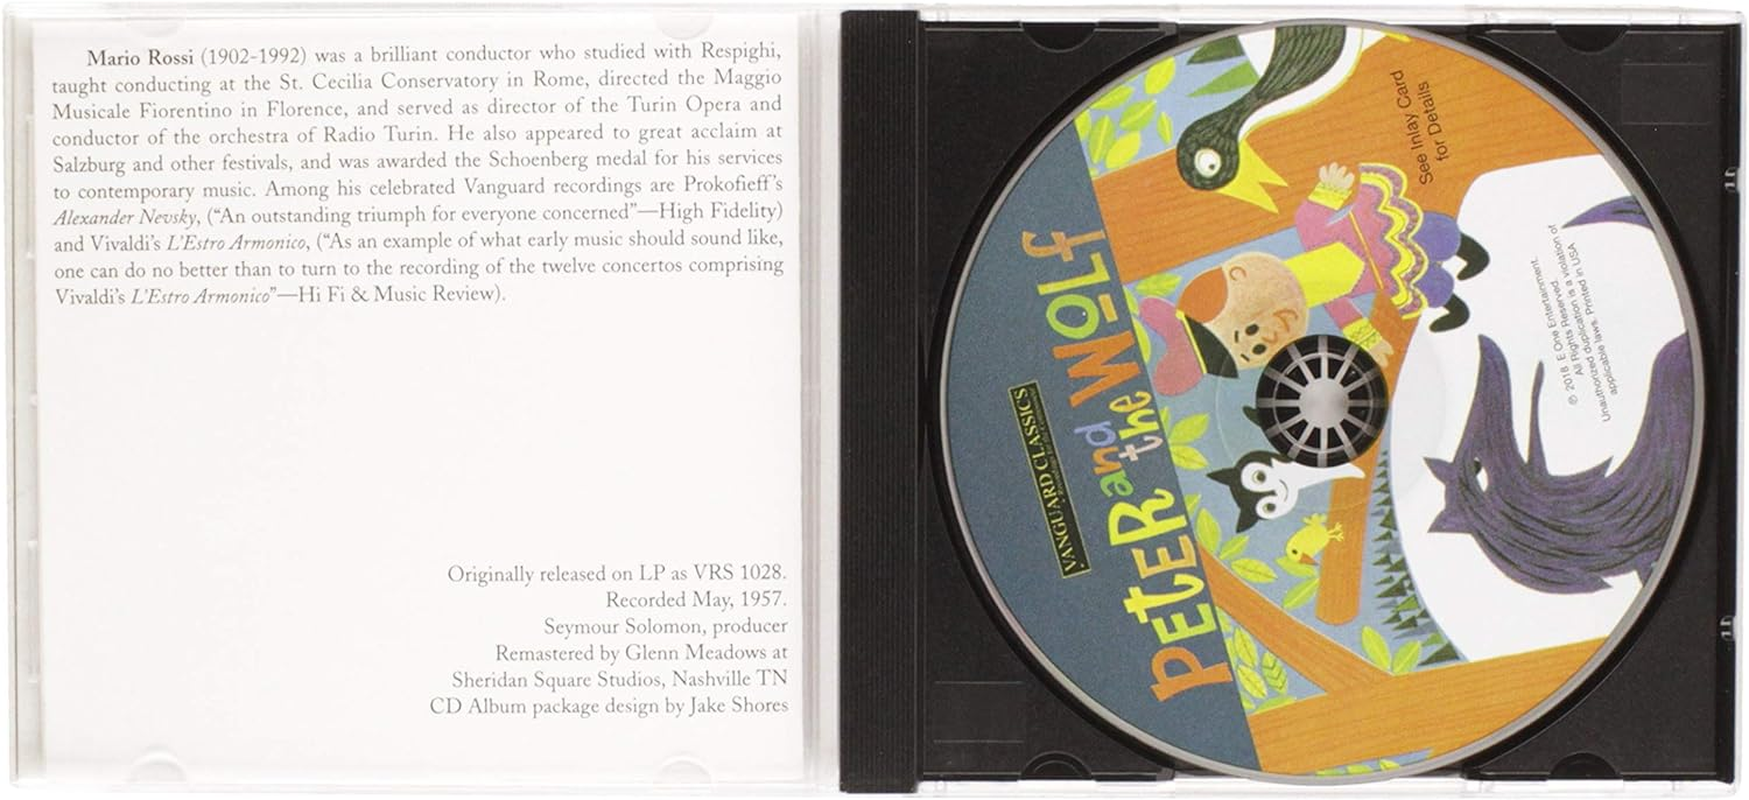 Mario Rossi (1902-1992) was a brilliant conductor who studied with Respighi,
taught conducting at the St. Cecilia Conservatory in Rome, directed the Maggio
Musicale Fiorentino in Florence, and served as director of the Turin Opera and
conductor of the orchestra of Radio Turin. He also appeared to great acclaim at
Salzburg and other festivals, and was awarded the Schoenberg medal for his services
to contemporary music. Among his celebrated Vanguard recordings are Prokofieff's
Alexander Nevsky, (“An outstanding triumph for everyone concerned”—High Fidelity)
and Vivaldi's L'Estro Armonico, (“As an example of what early music should sound like,
one can do no better than to turn to the recording of the twelve concertos comprising
Vivaldi's L'Estro Armonico”—Hi Fi & Music Review).
Originally released on LP as VRS 1028.
Recorded May, 1957.
Seymour Solomon, producer
Remastered by Glenn Meadows at
Sheridan Square Studios, Nashville TN
CD Album package design by Jake Shores
VANGUARD CLASSICS
PETER and the WOLF
See Inlay Card
for Details
℗ 2018 E One Entertainment.
All Rights Reserved
Unauthorized duplication is a violation of
applicable laws. Printed in USA